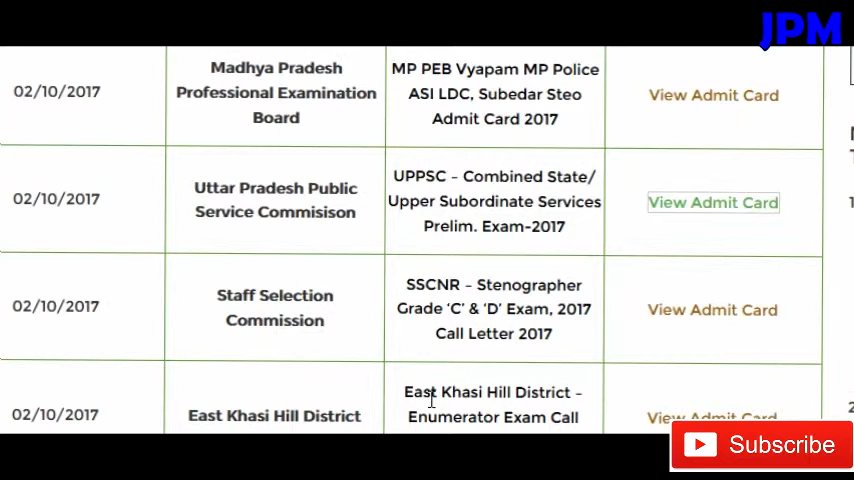 JPM
02/10/2017
Madhya Pradesh
Professional Examination
Board
MP PEB Vyapam MP Police
ASI LDC, Subedar Steo
Admit Card 2017
View Admit Card
02/10/2017
Uttar Pradesh Public
Service Commisison
UPPSC – Combined State/
Upper Subordinate Services
Prelim. Exam-2017
View Admit Card
02/10/2017
Staff Selection
Commission
SSCNR – Stenographer
Grade ‘C’ & ‘D’ Exam, 2017
Call Letter 2017
View Admit Card
02/10/2017
East Khasi Hill District
East Khasi Hill District –
Enumerator Exam Call
View Admit Card
Subscribe